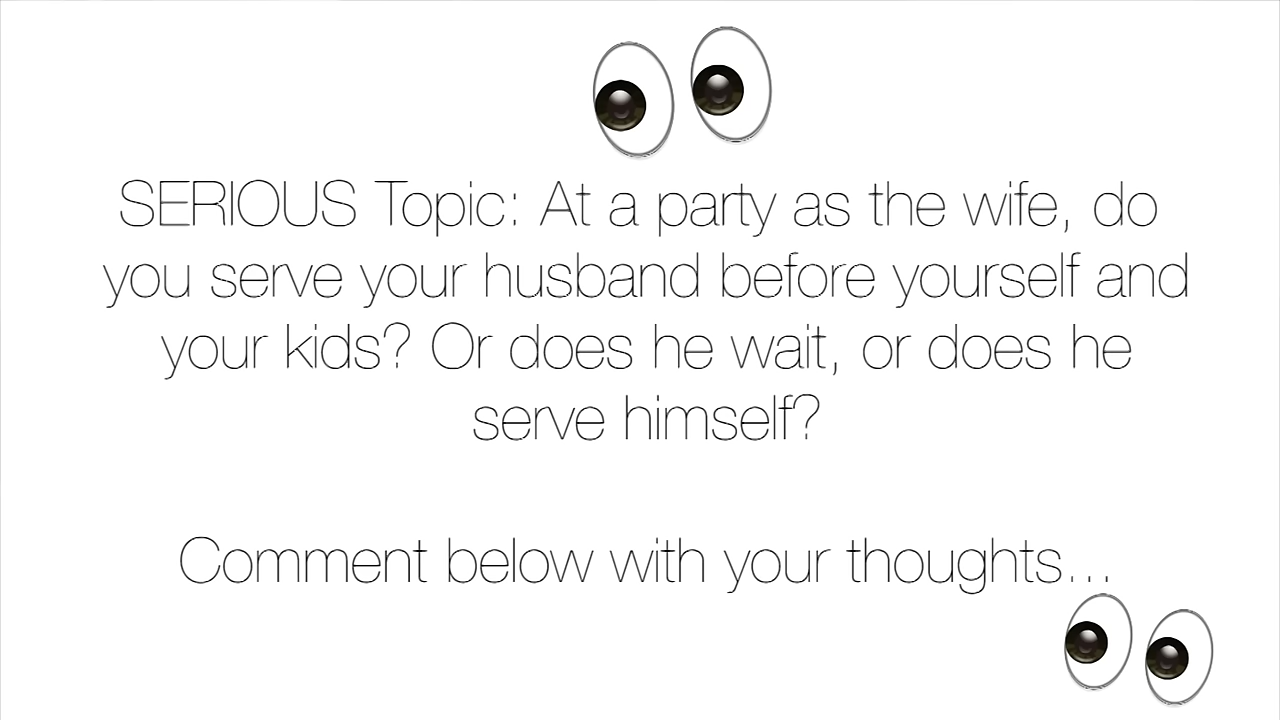 SERIOUS Topic: At a party as the wife, do
you serve your husband before yourself and
your kids? Or does he wait, or does he
serve himself?
Comment below with your thoughts...